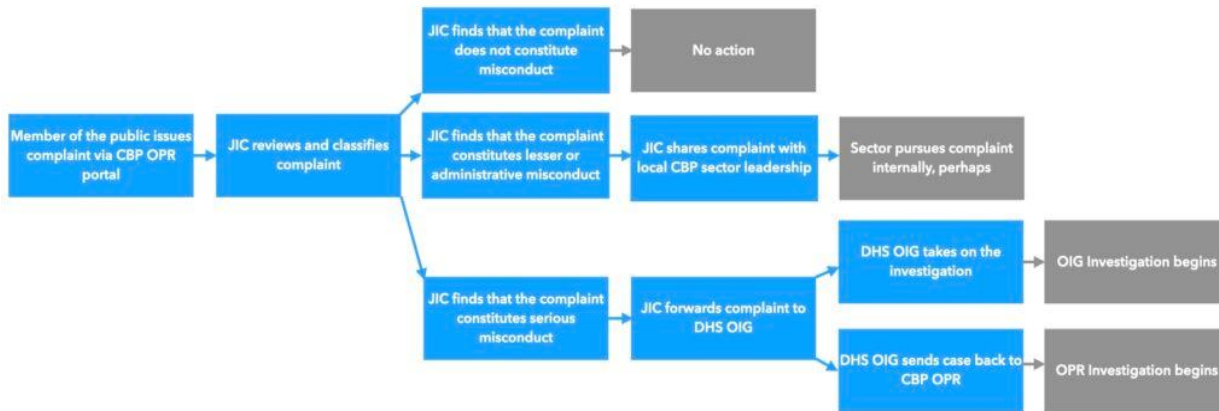 JIC finds that the complaint
does not constitute
misconduct
No action
Member of the public issues
complaint via CBP OPR
portal
JIC reviews and classifies
complaint
JIC finds that the complaint
constitutes lesser or
administrative misconduct
JIC shares complaint with
local CBP sector leadership
Sector pursues complaint
internally, perhaps
DHS OIG takes on the
investigation
OIG Investigation begins
JIC finds that the complaint
constitutes serious
misconduct
JIC forwards complaint to
DHS OIG
DHS OIG sends case back to
CBP OPR
OPR Investigation begins